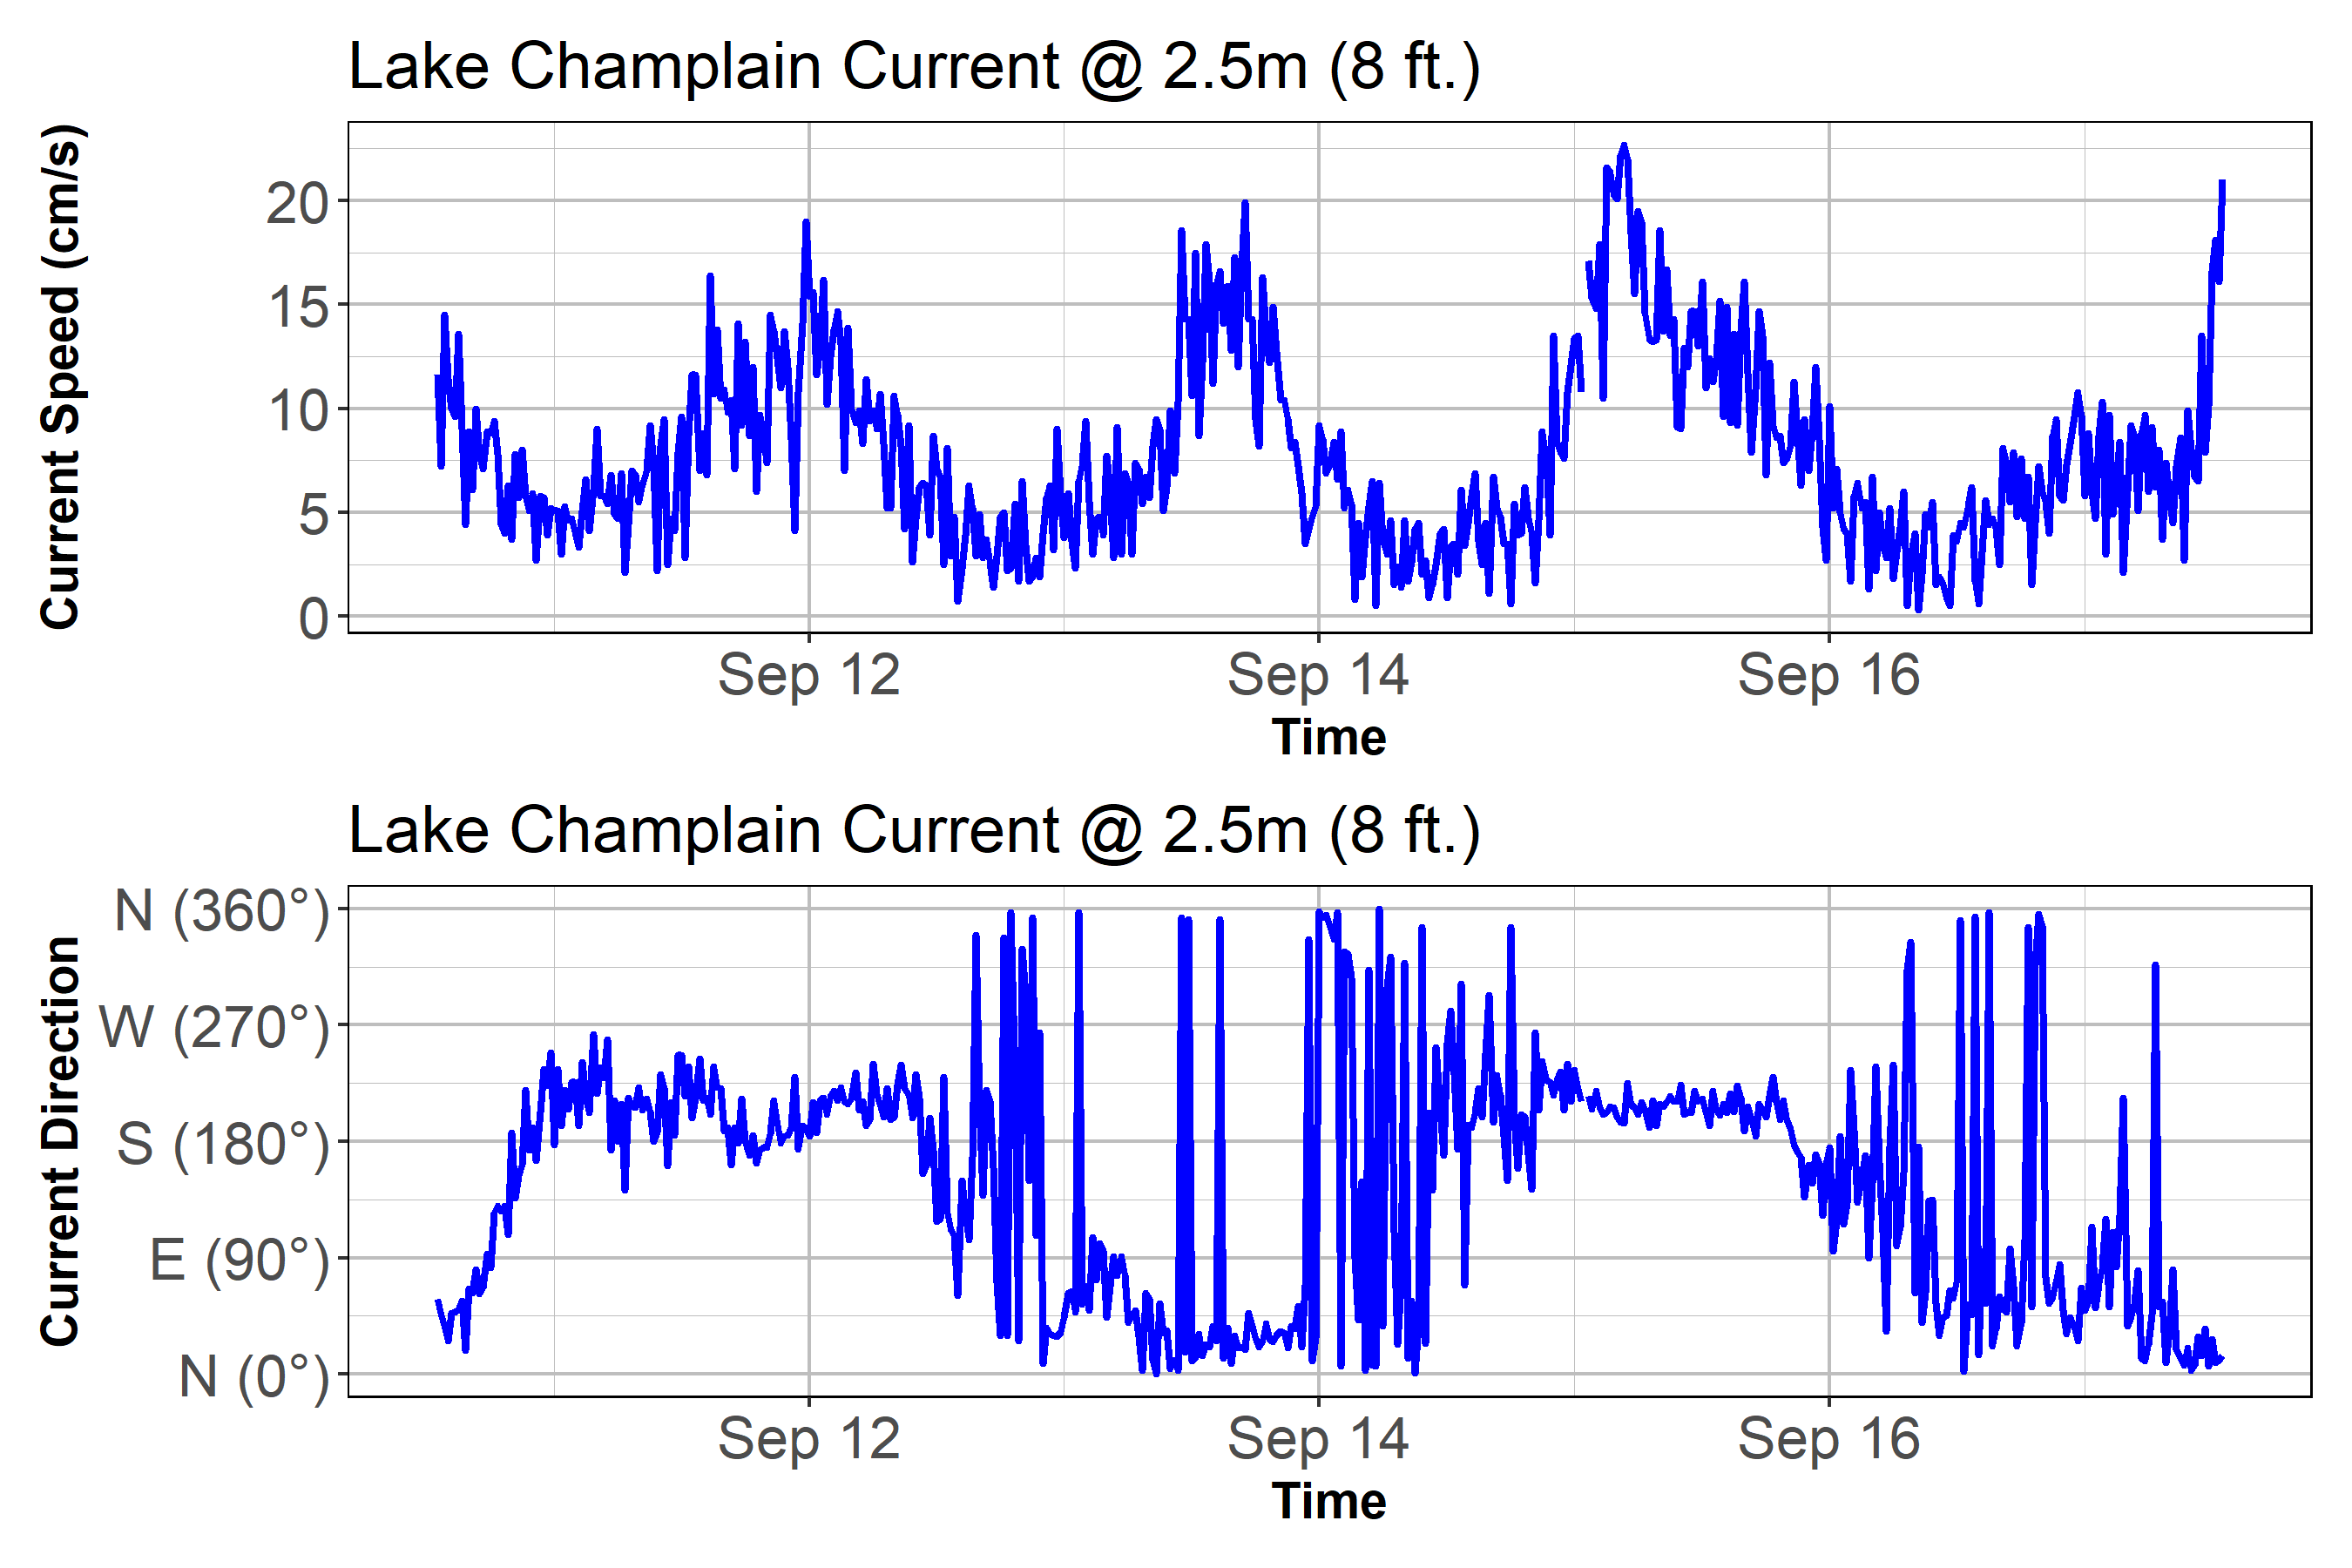 Lake Champlain Current @ 2.5m (8 ft.)
Current Speed (cm/s)
20
15
10
5
0
Sep 12 Sep 14 Sep 16
Time
Lake Champlain Current @ 2.5m (8 ft.)
Current Direction
N (360°)
W (270°)
S (180°)
E (90°)
N (0°)
Sep 12 Sep 14 Sep 16
Time